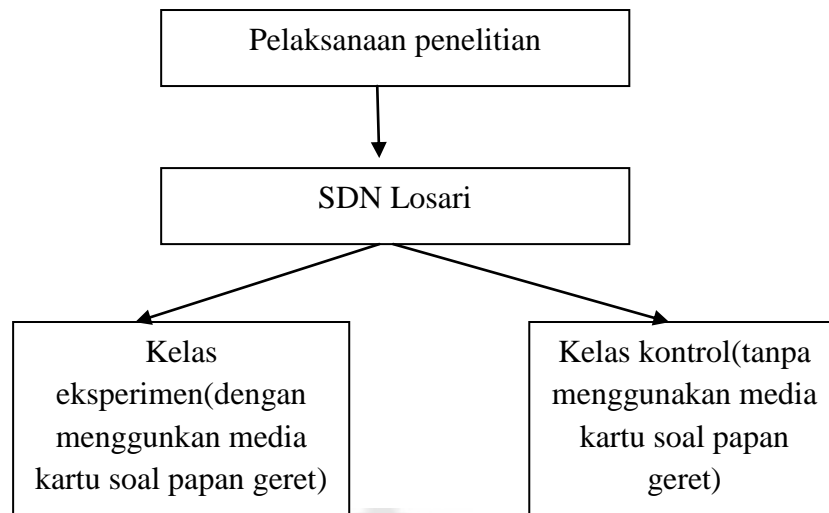 Pelaksanaan penelitian
SDN Losari
Kelas
eksperimen(dengan
menggunkan media
kartu soal papan geret)
Kelas kontrol(tanpa
menggunakan media
kartu soal papan
geret)